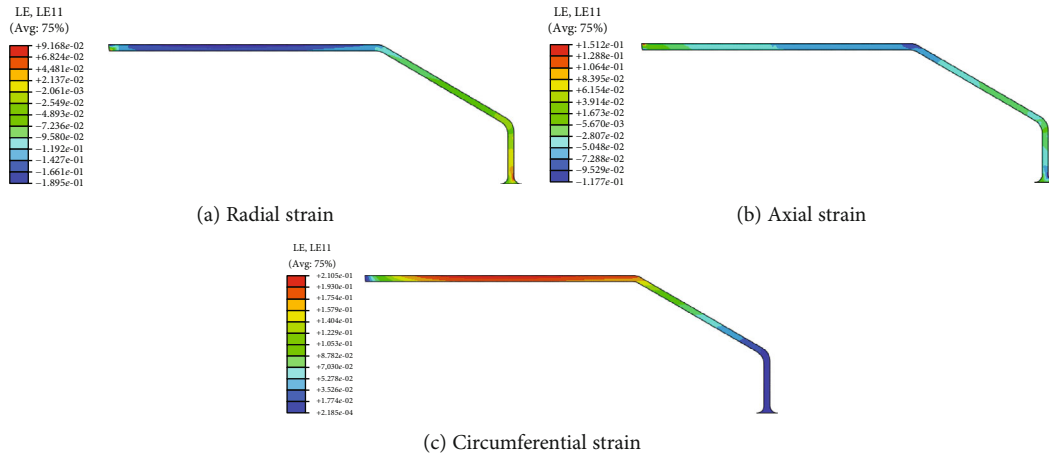 LE, LE11
(Avg: 75%)
+9.168e-02
+6.824e-02
+4,481e-02
+2.137e-02
-2.061e-03
-2.549e-02
-4.893e-02
-7.236e-02
-9.580e-02
-1.192e-01
-1.427e-01
-1.661e-01
-1.895e-01
(a) Radial strain
LE, LE11
(Avg: 75%)
+1.512e-01
+1.288e-01
+1.064e-01
+8.395e-02
+6.154e-02
+3.914e-02
+1.673e-02
-5.670e-03
-2.807e-02
-5.048e-02
-7.288e-02
-9.529e-02
-1.177e-01
(b) Axial strain
LE, LE11
(Avg: 75%)
+2.105e-01
+1.930e-01
+1.754e-01
+1.579e-01
+1.404e-01
+1.229e-01
+1.053e-01
+8.782e-02
+7,030e-02
+5.278e-02
+3.526e-02
+1.774e-02
+2.185e-04
(c) Circumferential strain